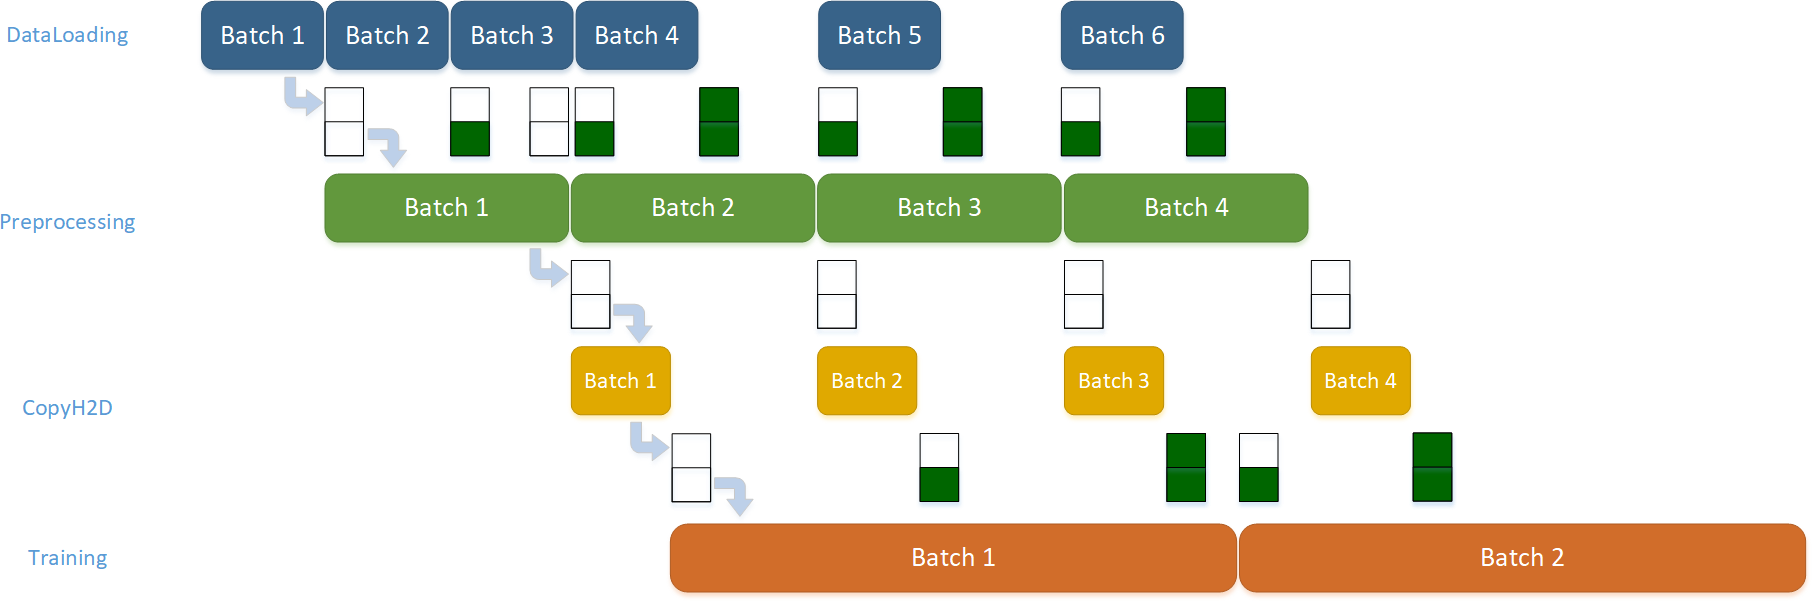 DataLoading
Batch 1
Batch 2
Batch 3
Batch 4
Batch 5
Batch 6
Preprocessing
Batch 1
Batch 2
Batch 3
Batch 4
CopyH2D
Batch 1
Batch 2
Batch 3
Batch 4
Training
Batch 1
Batch 2